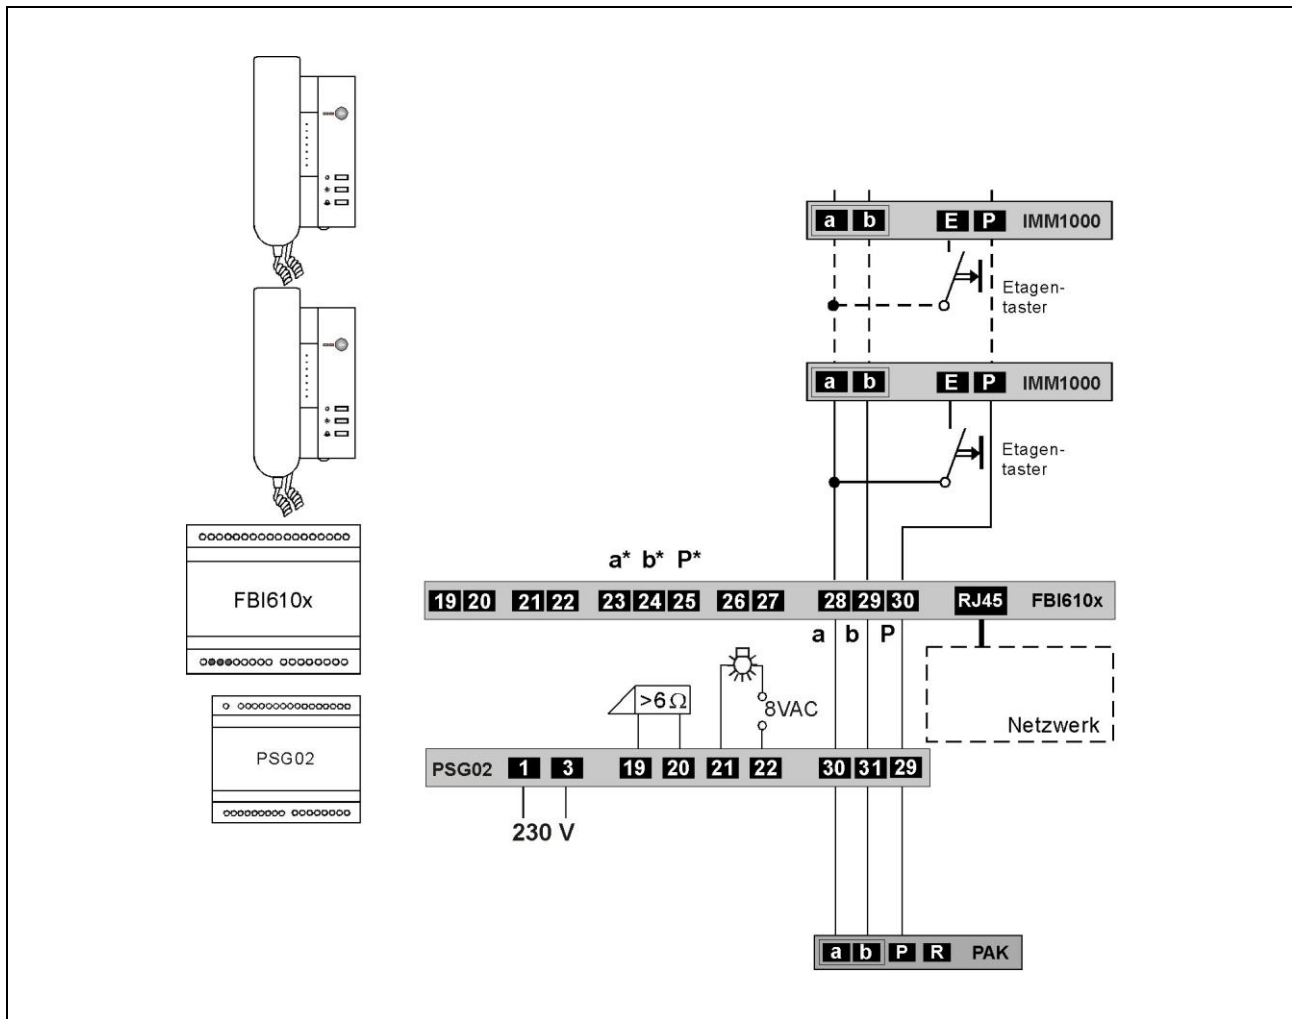 a b E P IMM1000
Etagen-
taster
a b E P IMM1000
Etagen-
taster
FBI610x
a* b* P*
19 20 21 22 23 24 25 26 27 28 29 30 RJ45 FBI610x
a b P
>6 Ω
8VAC
Netzwerk
PSG02
PSG02 1 3 19 20 21 22 30 31 29
230 V
a b P R PAK